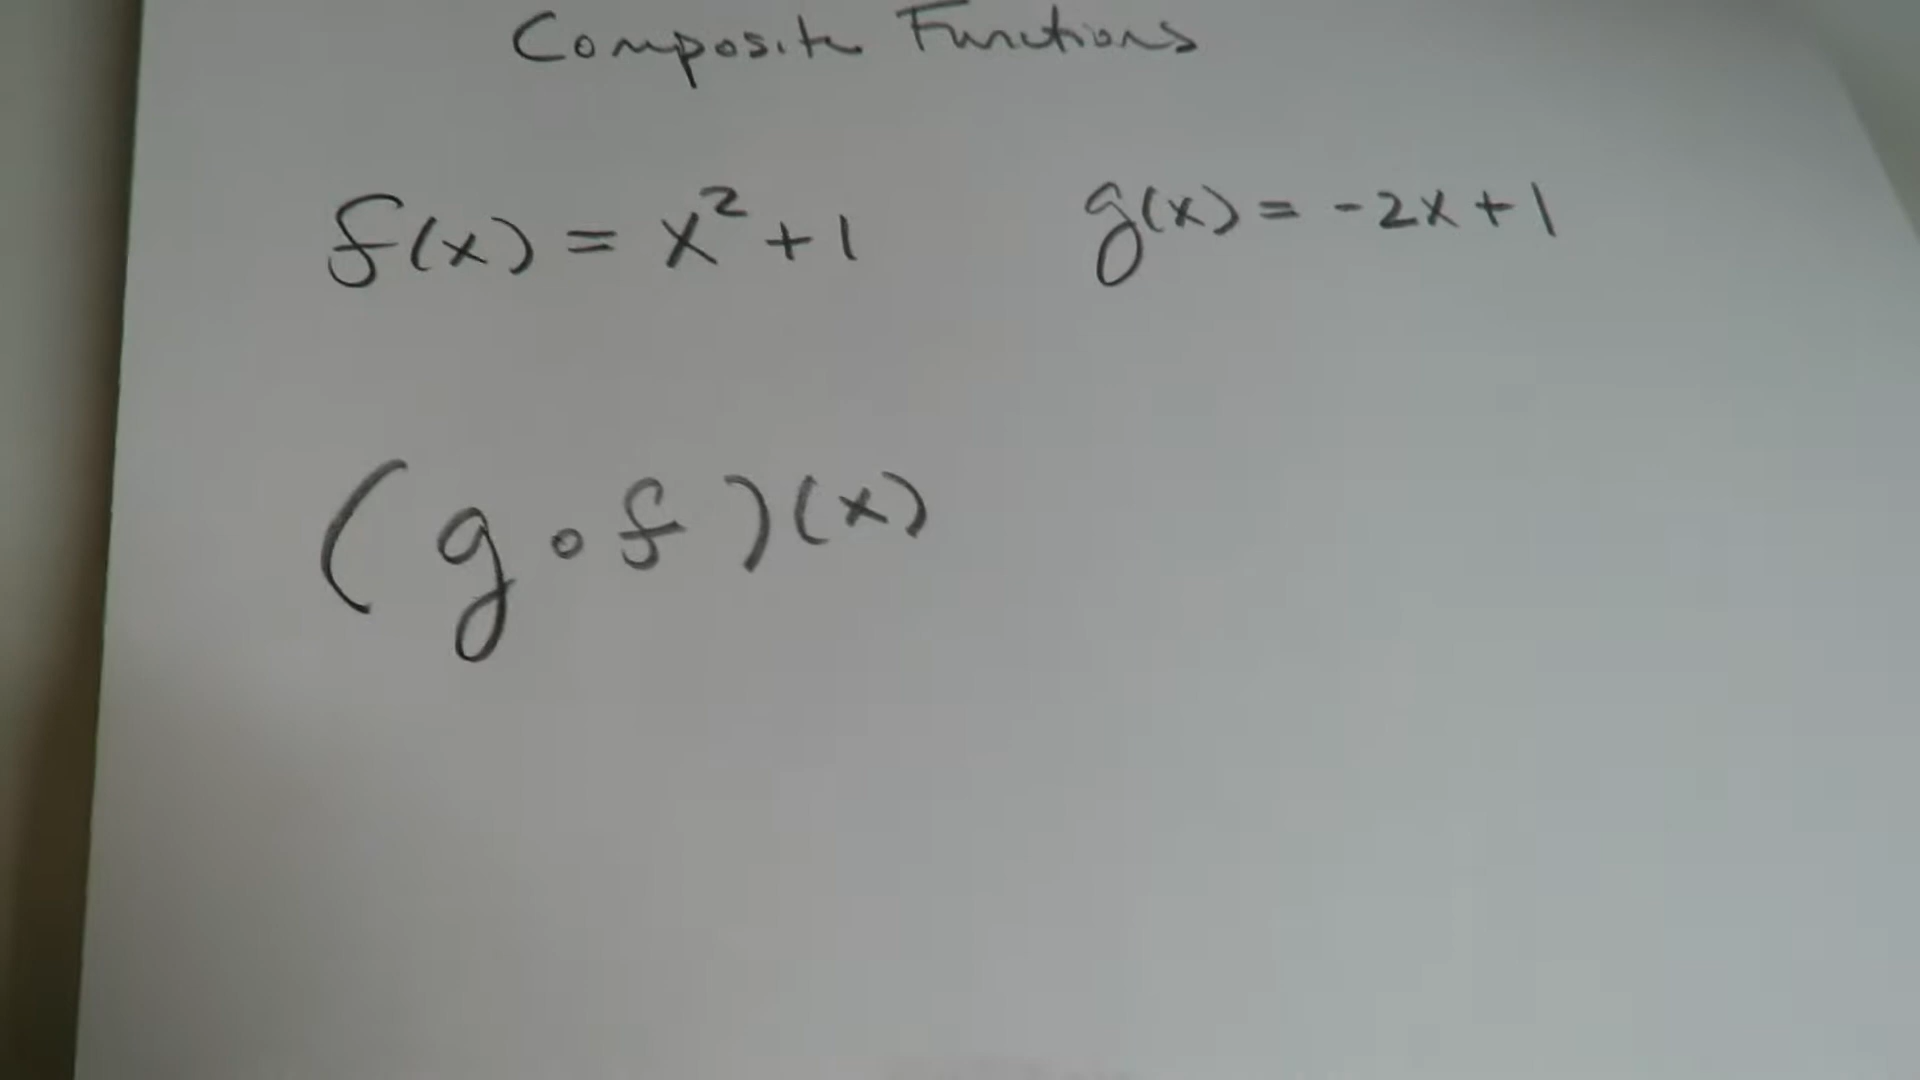 Composite Functions
f(x) = x² + 1 g(x) = -2x + 1
(g ∘ f)(x)